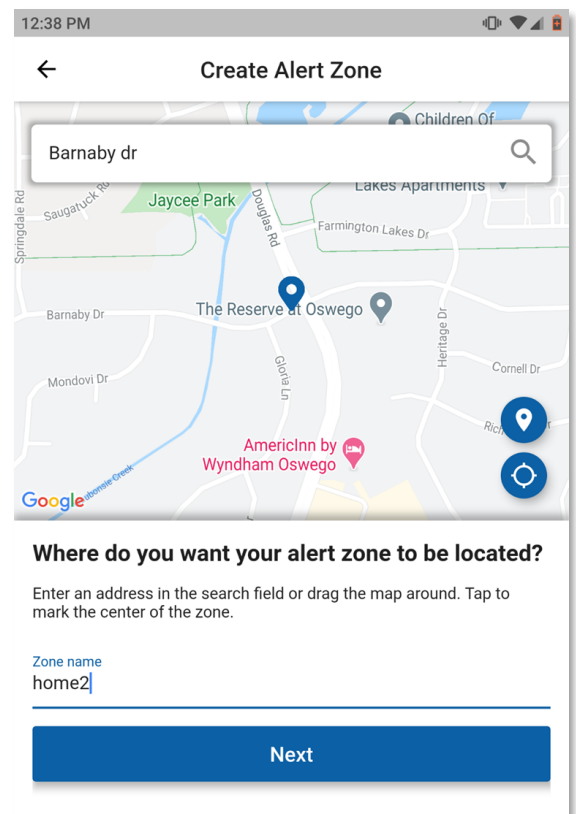 12:38 PM
Create Alert Zone
Children Of
Barnaby dr
Lakes Apartments
Springdale Rd
Saugatuck Rd
Jaycee Park
Douglas Rd
Farmington Lakes Dr
The Reserve at Oswego
Barnaby Dr
Heritage Dr
Gloria Ln
Cornell Dr
Mondovi Dr
AmericInn by
Wyndham Oswego
Google
Creek
Where do you want your alert zone to be located?
Enter an address in the search field or drag the map around. Tap to
mark the center of the zone.
Zone name
home2
Next